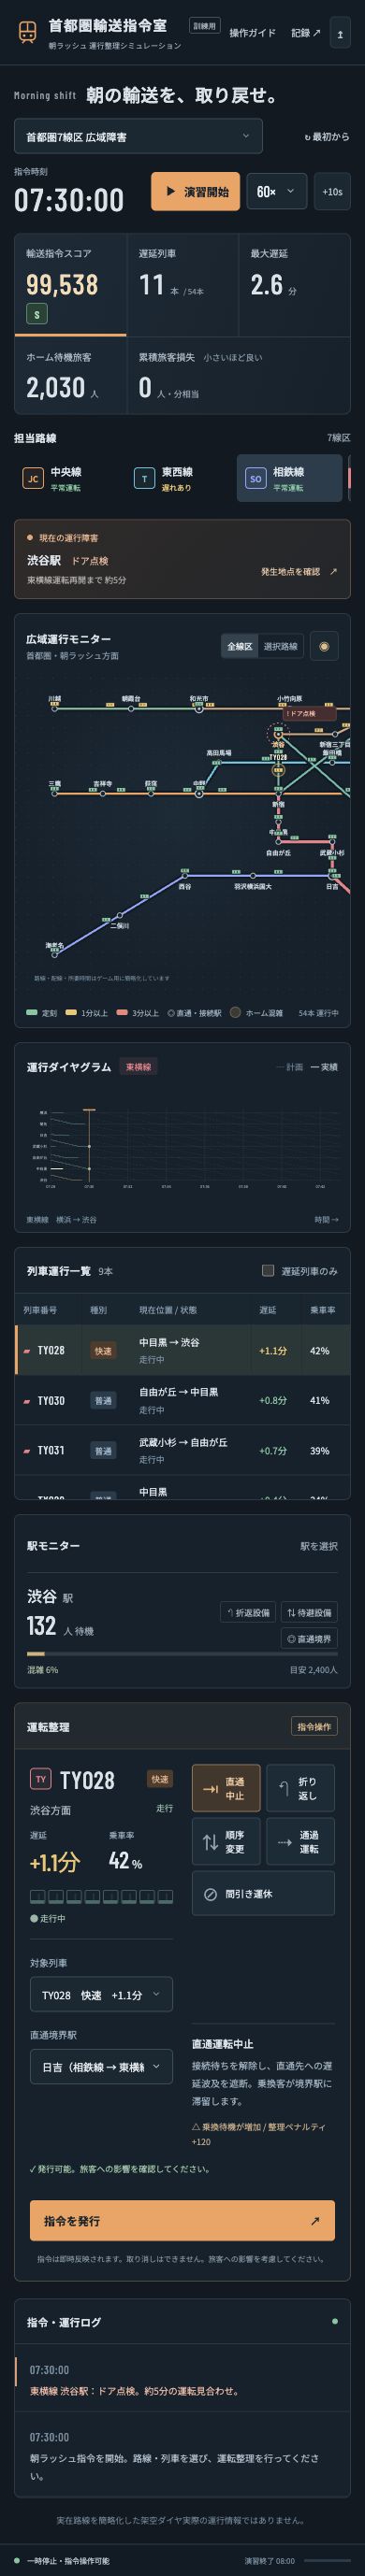 首都圏輸送指令室
朝ラッシュ 運行整理シミュレーション
訓練用
操作ガイド
記録 ↗
Morning shift 朝の輸送を、取り戻せ。
首都圏7線区 広域障害
↻ 最初から
指令時刻
07:30:00
▶ 演習開始
60×
+10s
輸送指令スコア
99,538
S
遅延列車
11 本 / 54本
最大遅延
2.6 分
ホーム待機旅客
2,030 人
累積旅客損失 小さいほど良い
0 人・分相当
担当路線
7線区
JC 中央線
平常運転
T 東西線
遅れあり
SO 相鉄線
平常運転
現在の運行障害
渋谷駅 ドア点検
東横線運転再開まで 約5分
発生地点を確認 ↗
広域運行モニター
首都圏・朝ラッシュ方面
全線区 選択路線
川越 朝霞台 和光市 小竹向原
! ドア点検
渋谷 新宿三丁目
高田馬場 TY028 飯田橋
三鷹 吉祥寺 荻窪 中野
新宿
自由が丘 武蔵小杉
西谷 羽沢横浜国大 日吉
二俣川
海老名
路線・配線・所要時間はゲーム用に簡略化しています
定刻 1分以上 3分以上 ◎直通・接続駅 ホーム混雑 54本 運行中
運行ダイヤグラム 東横線
計画 実績
東横線 横浜 → 渋谷
時間 →
列車運行一覧 9本
遅延列車のみ
列車番号 種別 現在位置 / 状態 遅延 乗車率
TY028 快速 中目黒 → 渋谷 +1.1分 42%
走行中
TY030 普通 自由が丘 → 中目黒 +0.8分 41%
走行中
TY031 普通 武蔵小杉 → 自由が丘 +0.7分 39%
走行中
中目黒
駅モニター
駅を選択
渋谷 駅
132 人 待機
折返設備
待避設備
◎ 直通境界
混雑 6%
目安 2,400人
運転整理
指令操作
TY TY028 快速
渋谷方面 走行
遅延
+1.1分
乗車率
42 %
走行中
直通中止
折り返し
順序変更
通過運転
間引き運休
対象列車
TY028 快速 +1.1分
直通境界駅
日吉（相鉄線 → 東横線
直通運転中止
接続待ちを解除し、直通先への遅
延波及を遮断。乗換客が境界駅に
滞留します。
△ 乗換待機が増加 / 整理ペナルティ
+120
✓ 発行可能。旅客への影響を確認してください。
指令を発行 ↗
指令は即時反映されます。取り消しはできません。旅客への影響を考慮してください。
指令・運行ログ
07:30:00
東横線 渋谷駅：ドア点検。約5分の運転見合わせ。
07:30:00
朝ラッシュ指令を開始。路線・列車を選び、運転整理を行ってくださ
い。
実在路線を簡略化した架空ダイヤ実際の運行情報ではありません。
一時停止・指令操作可能
演習終了 08:00